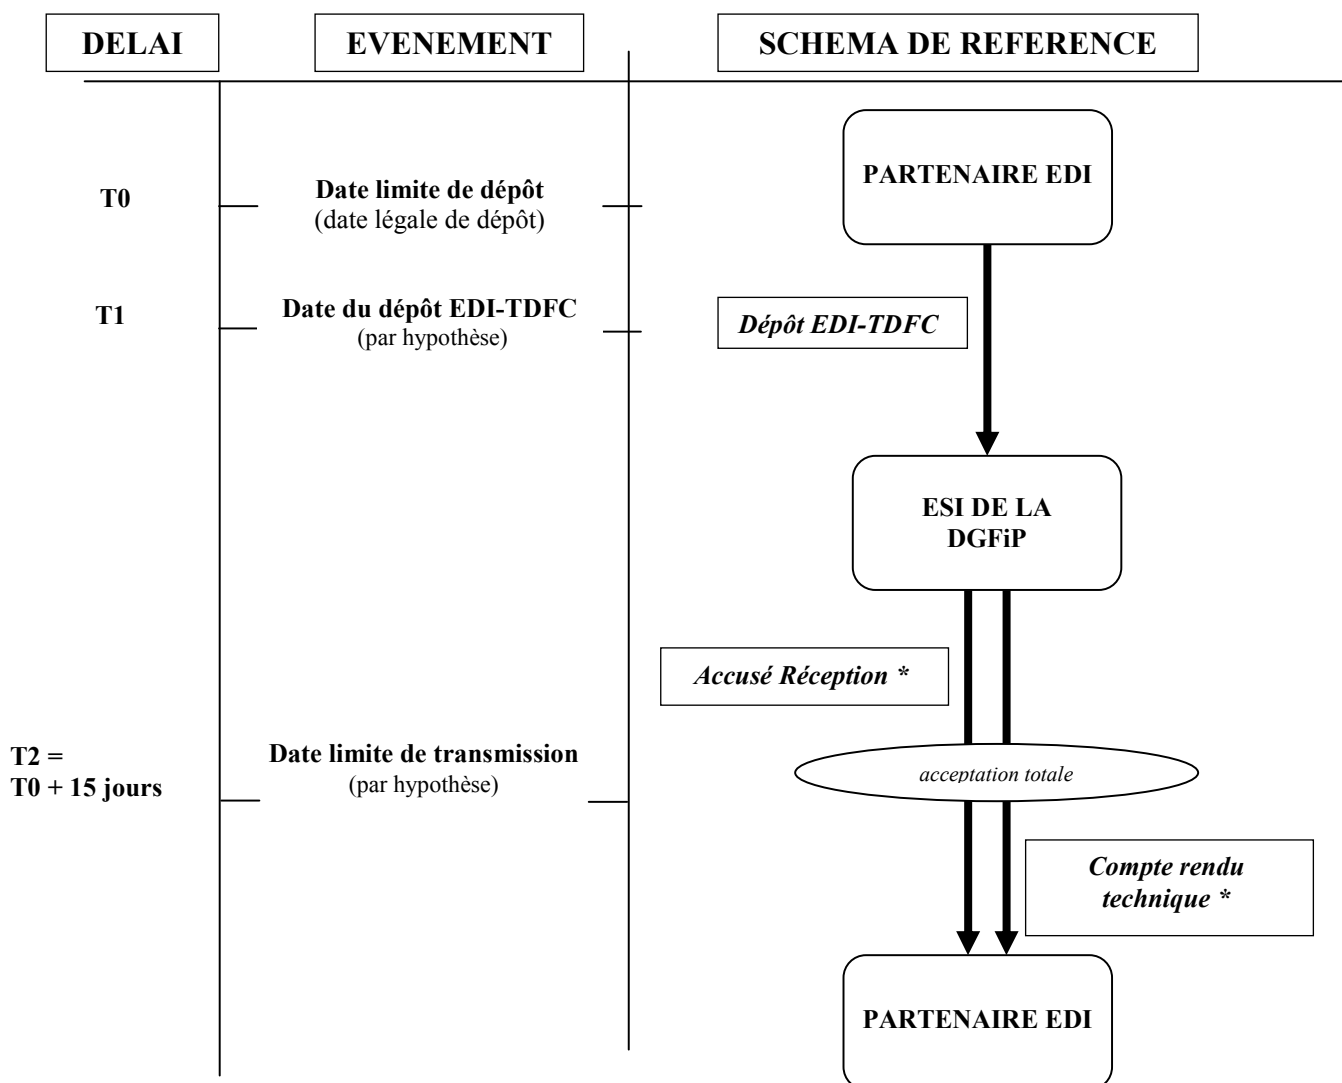 DELAI
EVENEMENT
SCHEMA DE REFERENCE
PARTENAIRE EDI
T0
Date limite de dépôt
(date légale de dépôt)
T1
Date du dépôt EDI-TDFC
(par hypothèse)
Dépôt EDI-TDFC
ESI DE LA
DGFiP
Accusé Réception *
T2 =
T0 + 15 jours
Date limite de transmission
(par hypothèse)
acceptation totale
Compte rendu
technique *
PARTENAIRE EDI